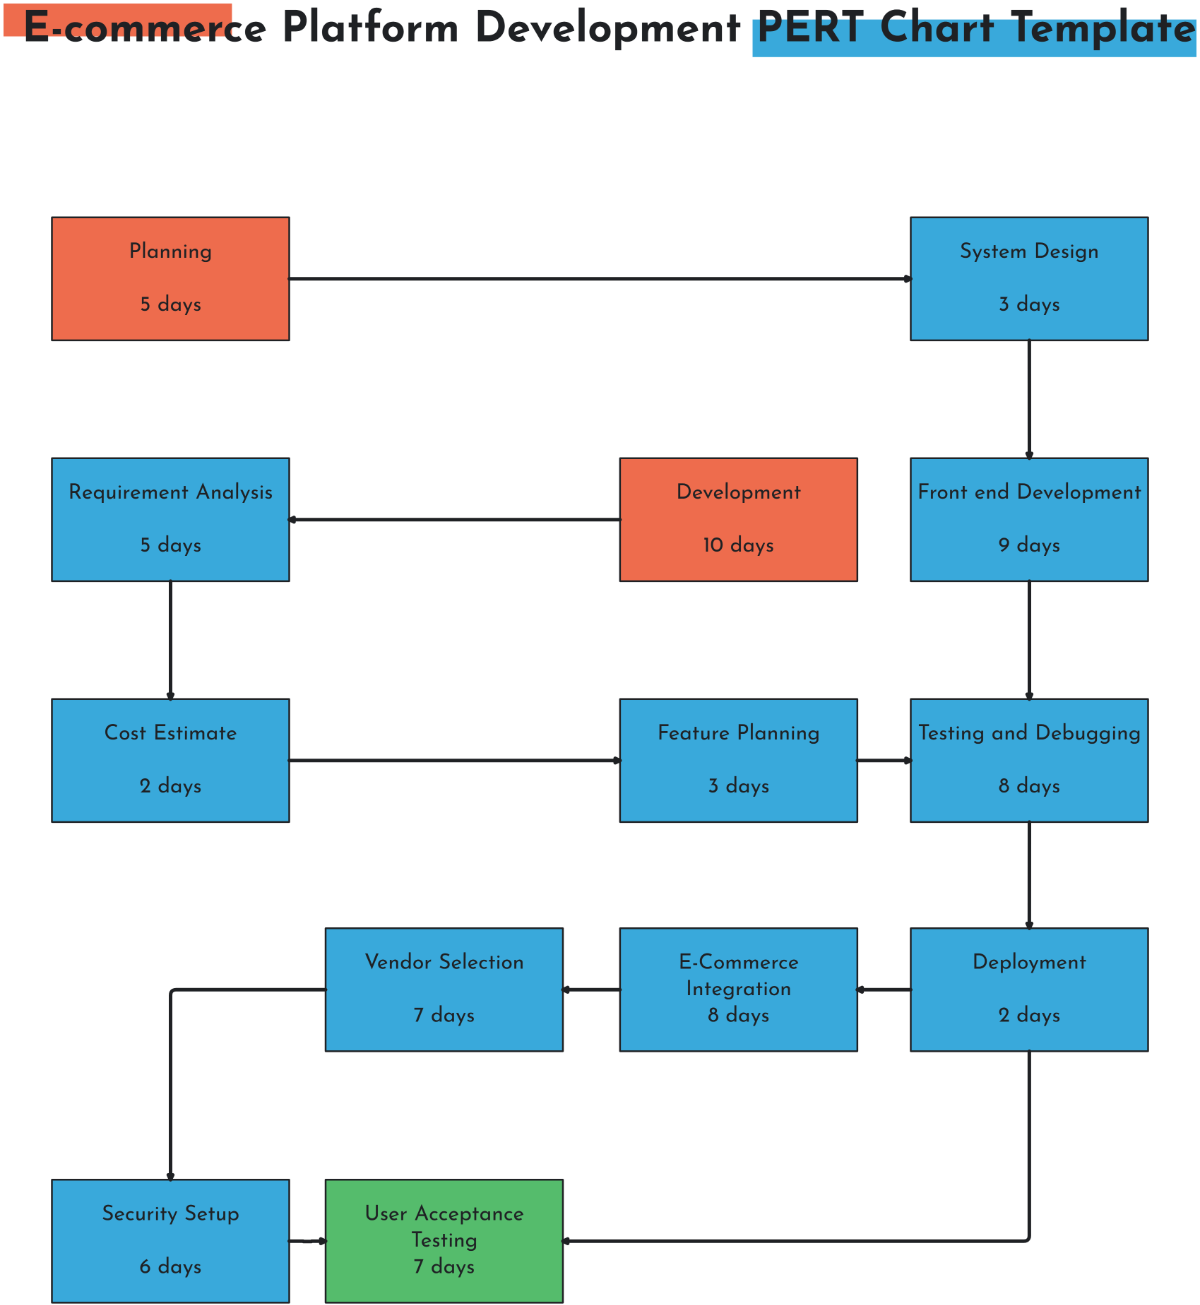 E-commerce Platform Development PERT Chart Template
Planning
5 days
System Design
3 days
Requirement Analysis
5 days
Development
10 days
Front end Development
9 days
Cost Estimate
2 days
Feature Planning
3 days
Testing and Debugging
8 days
Vendor Selection
7 days
E-Commerce
Integration
8 days
Deployment
2 days
Security Setup
6 days
User Acceptance
Testing
7 days